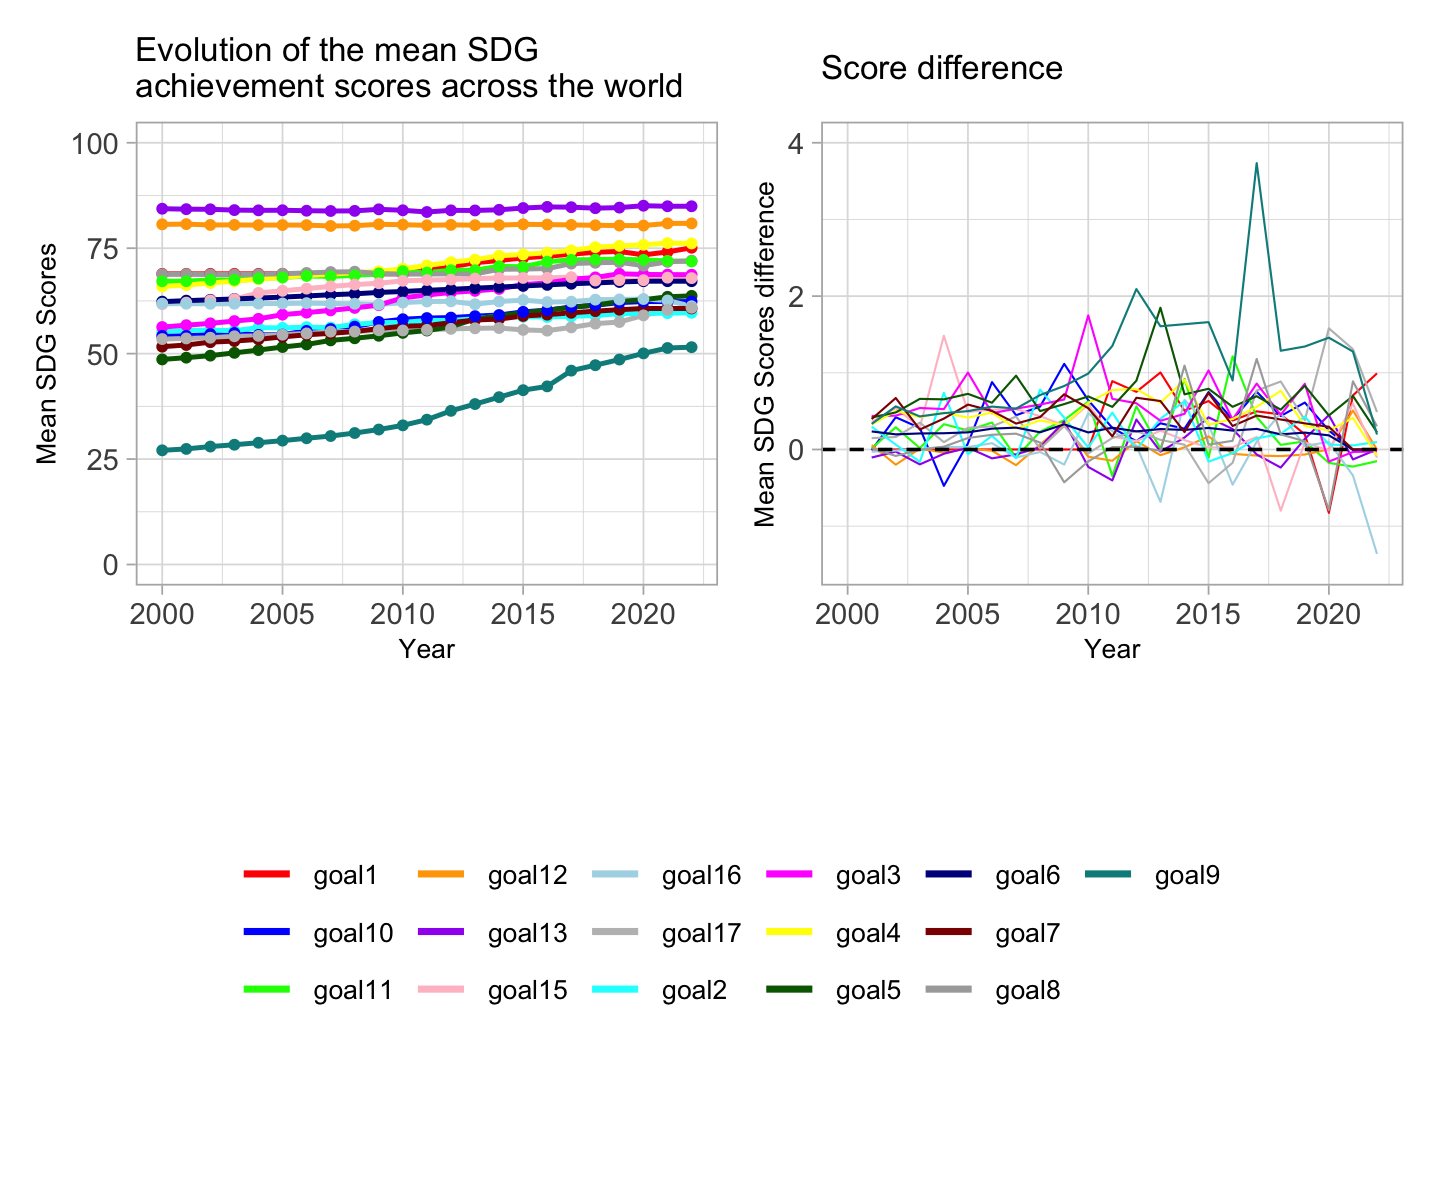 Evolution of the mean SDG
achievement scores across the world
Mean SDG Scores
100
75
50
25
0
2000 2005 2010 2015 2020
Year
Score difference
Mean SDG Scores difference
4
2
0
2000 2005 2010 2015 2020
Year
goal1 goal12 goal16 goal3 goal6 goal9
goal10 goal13 goal17 goal4 goal7
goal11 goal15 goal2 goal5 goal8